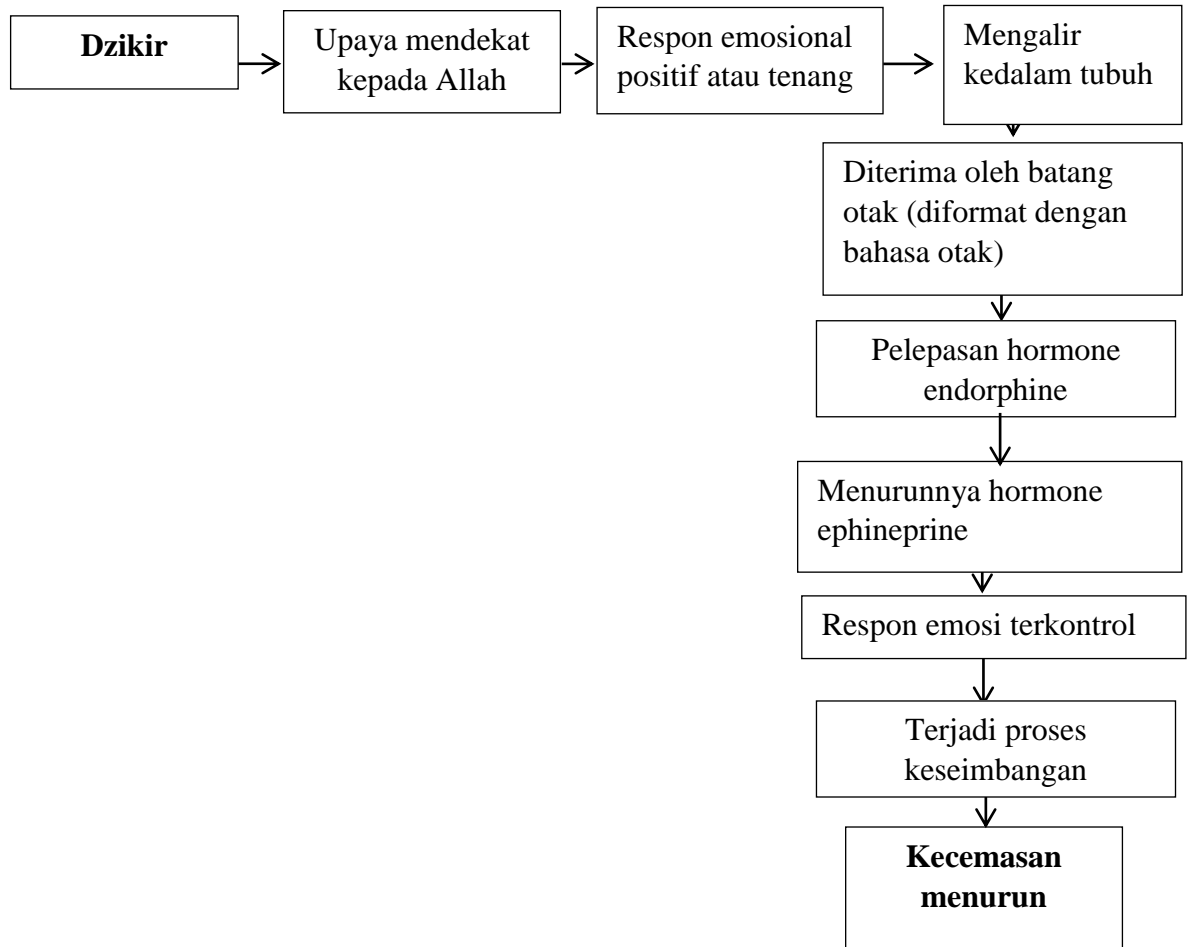 Dzikir
Upaya mendekat
kepada Allah
Respon emosional
positif atau tenang
Mengalir
kedalam tubuh
Diterima oleh batang
otak (diformat dengan
bahasa otak)
Pelepasan hormone
endorphine
Menurunnya hormone
ephineprine
Respon emosi terkontrol
Terjadi proses
keseimbangan
Kecemasan
menurun